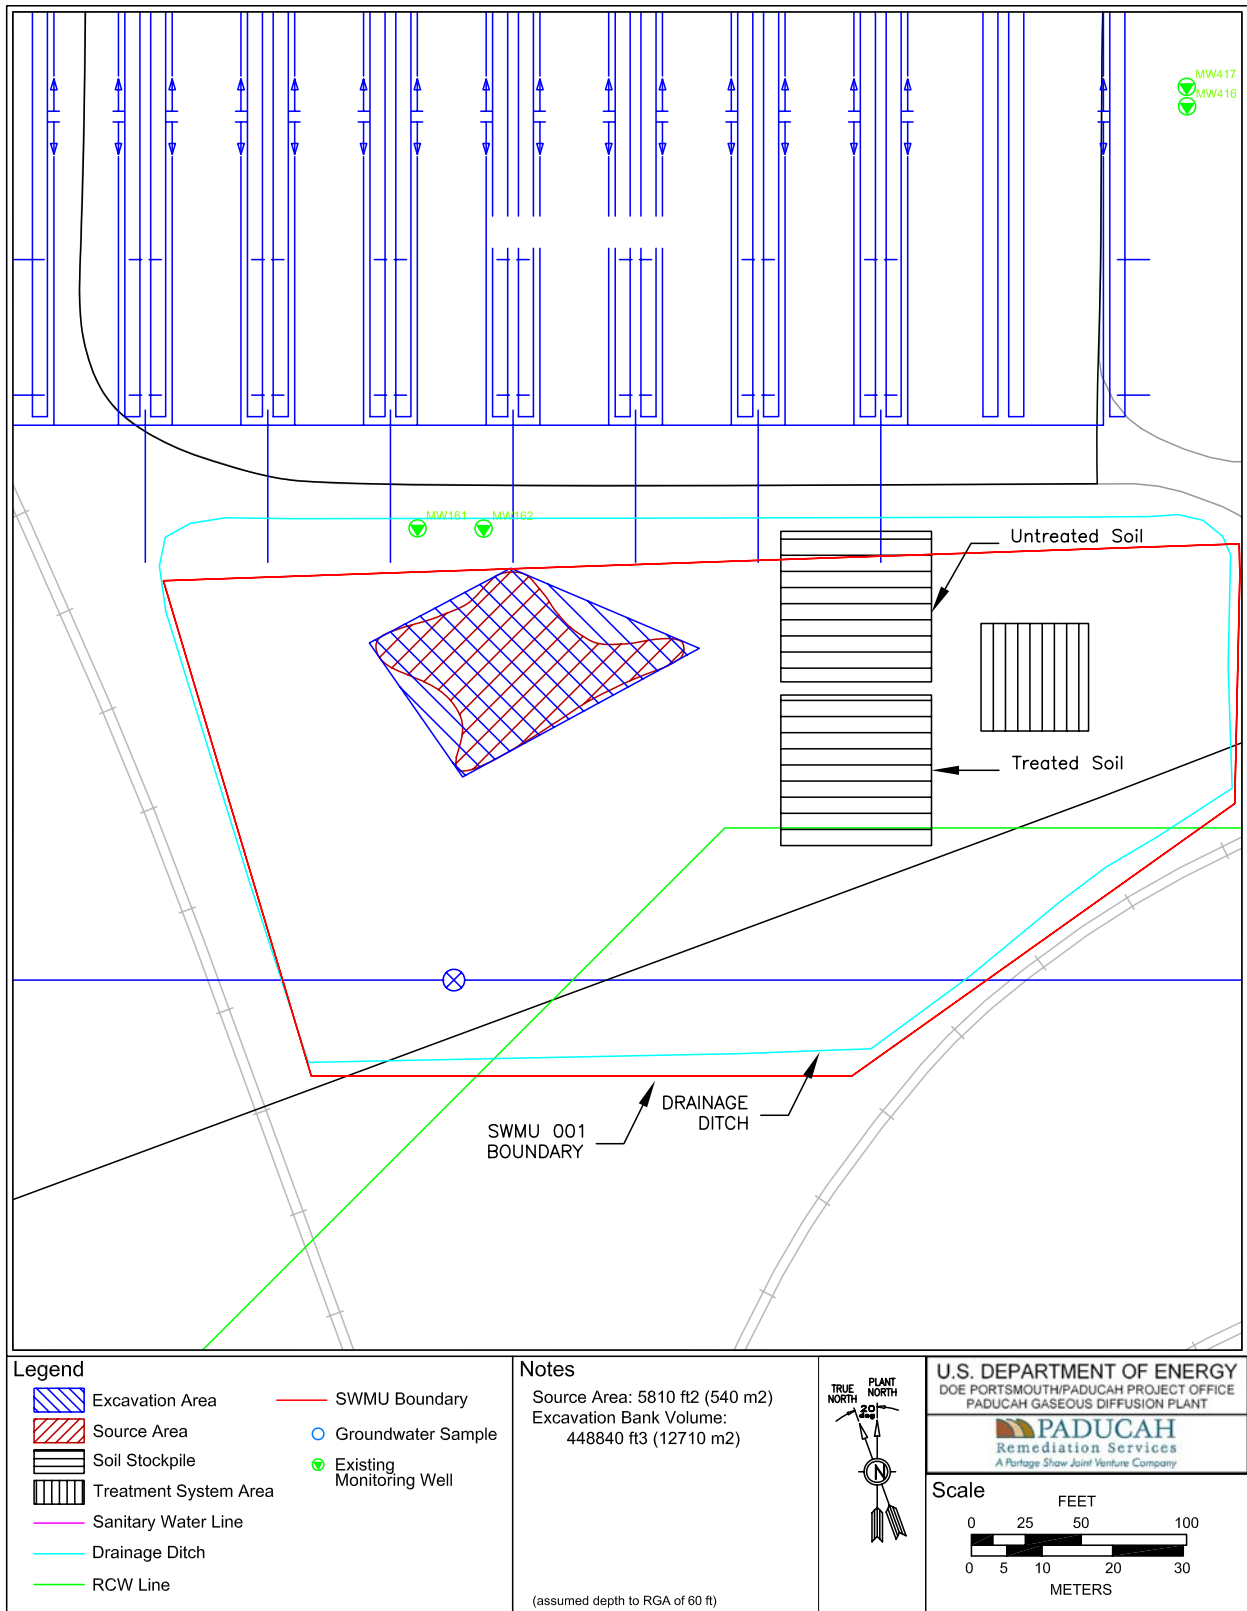 MW417
MW416
MW161
MW162
Untreated Soil
Treated Soil
DRAINAGE
DITCH
SWMU 001
BOUNDARY
Legend
Excavation Area
Source Area
Soil Stockpile
Treatment System Area
Sanitary Water Line
Drainage Ditch
RCW Line
SWMU Boundary
Groundwater Sample
Existing
Monitoring Well
Notes
Source Area: 5810 ft2 (540 m2)
Excavation Bank Volume:
448840 ft3 (12710 m2)
(assumed depth to RGA of 60 ft)
TRUE
NORTH
PLANT
NORTH
20
deg
N
U.S. DEPARTMENT OF ENERGY
DOE PORTSMOUTH/PADUCAH PROJECT OFFICE
PADUCAH GASEOUS DIFFUSION PLANT
PADUCAH
Remediation Services
A Portage Shaw Joint Venture Company
Scale
FEET
0 25 50 100
0 5 10 20 30
METERS